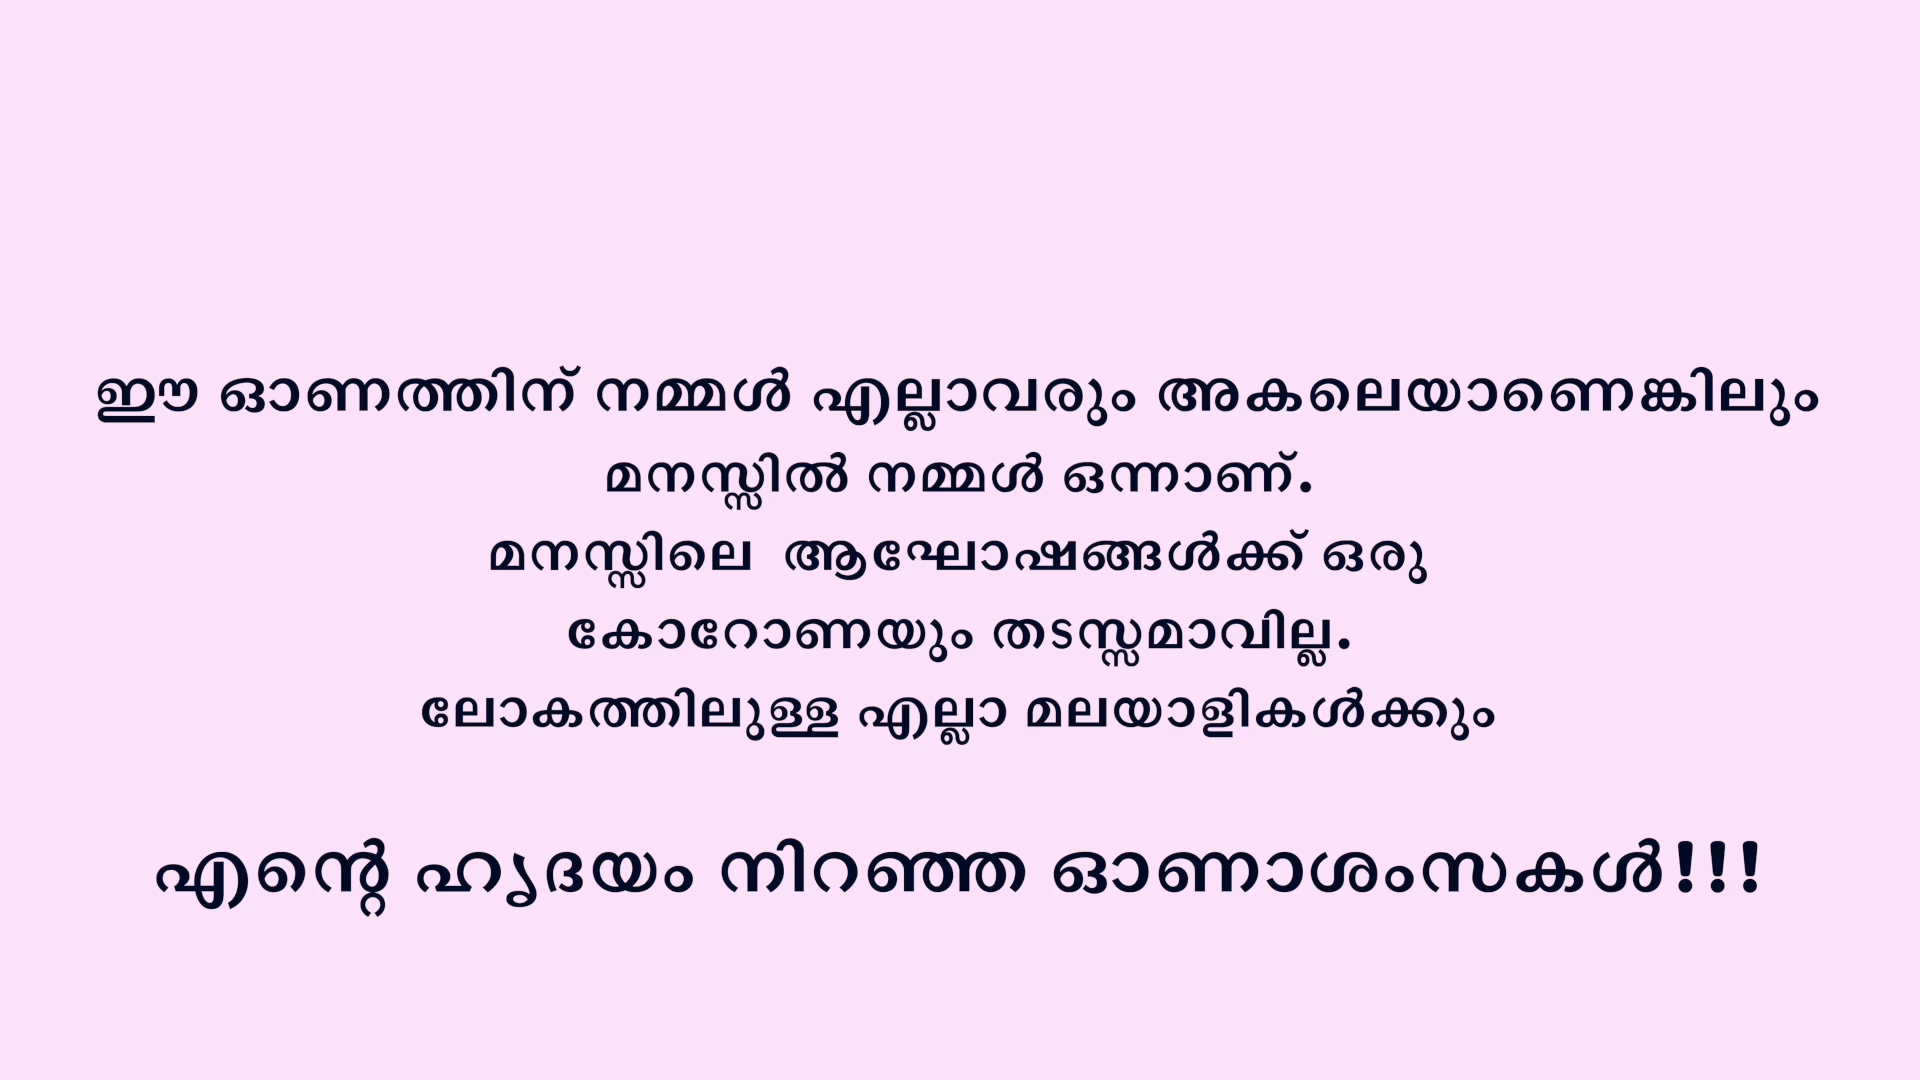 ഈ ഓണത്തിന് നമ്മൾ എല്ലാവരും അകലെയാണെങ്കിലും
മനസ്സിൽ നമ്മൾ ഒന്നാണ്.
മനസ്സിലെ ആഘോഷങ്ങൾക്ക് ഒരു
കോറോണയും തടസ്സമാവില്ല.
ലോകത്തിലുള്ള എല്ലാ മലയാളികൾക്കും
എന്റെ ഹൃദയം നിറഞ്ഞ ഓണാശംസകൾ!!!